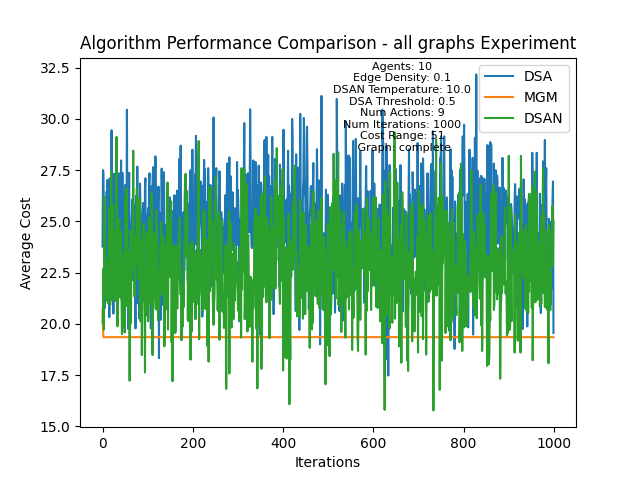 Algorithm Performance Comparison - all graphs Experiment
Agents: 10
Edge Density: 0.1
DSAN Temperature: 10.0
DSA Threshold: 0.5
Num Actions: 9
Num Iterations: 1000
Cost Range: 51
Graph: complete
DSA
MGM
DSAN
Average Cost
32.5
30.0
27.5
25.0
22.5
20.0
17.5
15.0
0
200
400
600
800
1000
Iterations